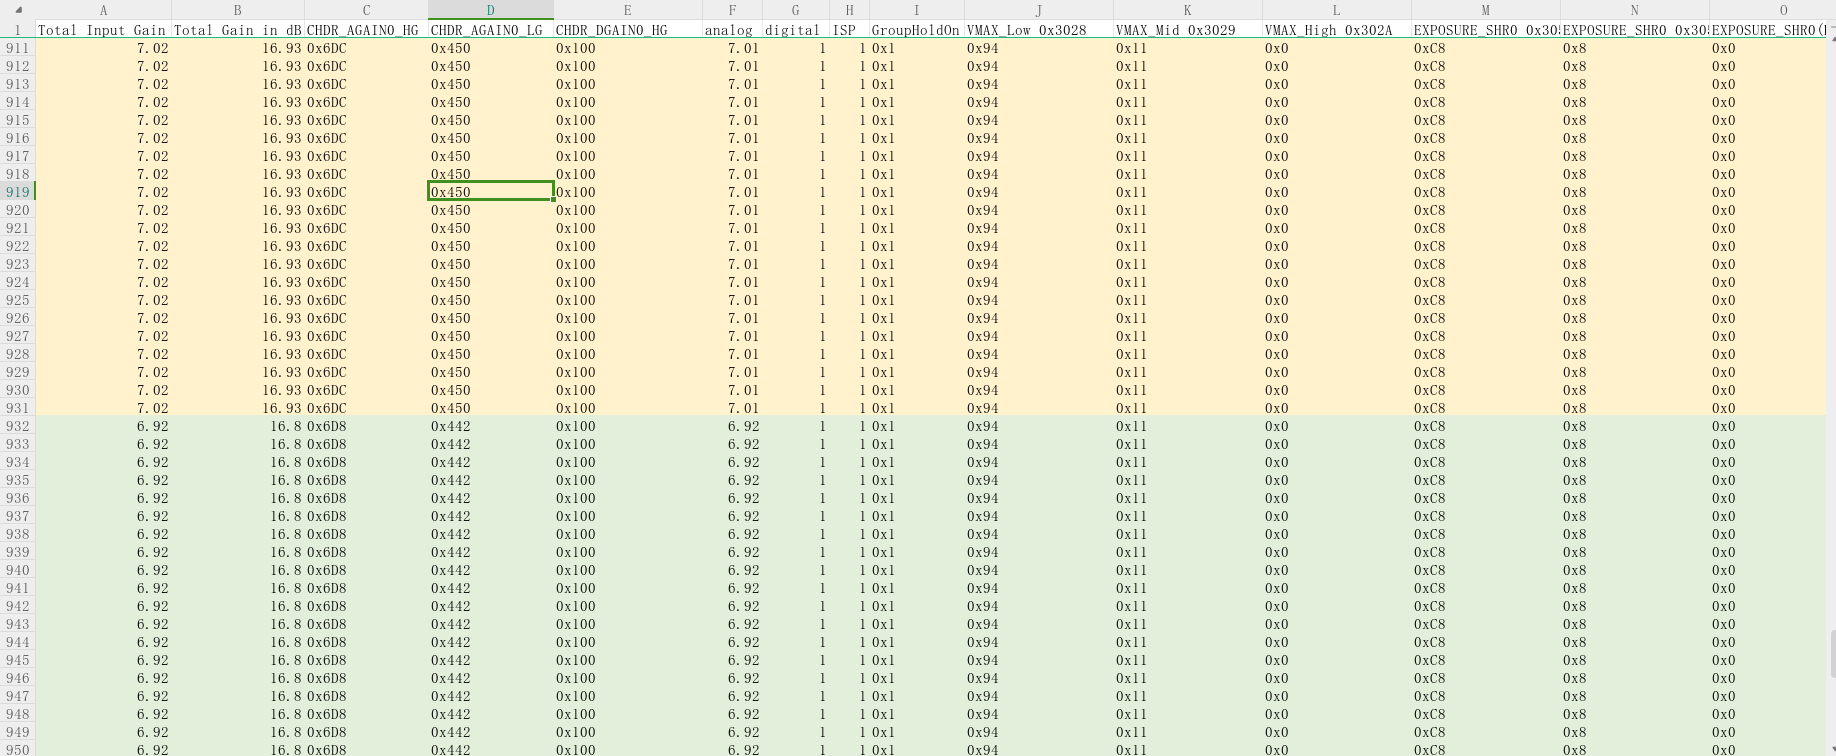 A B C D E F G H I J K L M N O
1 Total Input Gain Total Gain in dB CHDR_AGAIN0_HG CHDR_AGAIN0_LG CHDR_DGAIN0_HG analog digital ISP GroupHoldOn VMAX_Low 0x3028 VMAX_Mid 0x3029 VMAX_High 0x302A EXPOSURE_SHR0 0x30 EXPOSURE_SHR0 0x30 EXPOSURE_SHR0(
911 7.02 16.93 0x6DC 0x450 0x100 7.01 1 1 0x1 0x94 0x11 0x0 0xC8 0x8 0x0
912 7.02 16.93 0x6DC 0x450 0x100 7.01 1 1 0x1 0x94 0x11 0x0 0xC8 0x8 0x0
913 7.02 16.93 0x6DC 0x450 0x100 7.01 1 1 0x1 0x94 0x11 0x0 0xC8 0x8 0x0
914 7.02 16.93 0x6DC 0x450 0x100 7.01 1 1 0x1 0x94 0x11 0x0 0xC8 0x8 0x0
915 7.02 16.93 0x6DC 0x450 0x100 7.01 1 1 0x1 0x94 0x11 0x0 0xC8 0x8 0x0
916 7.02 16.93 0x6DC 0x450 0x100 7.01 1 1 0x1 0x94 0x11 0x0 0xC8 0x8 0x0
917 7.02 16.93 0x6DC 0x450 0x100 7.01 1 1 0x1 0x94 0x11 0x0 0xC8 0x8 0x0
918 7.02 16.93 0x6DC 0x450 0x100 7.01 1 1 0x1 0x94 0x11 0x0 0xC8 0x8 0x0
919 7.02 16.93 0x6DC 0x450 0x100 7.01 1 1 0x1 0x94 0x11 0x0 0xC8 0x8 0x0
920 7.02 16.93 0x6DC 0x450 0x100 7.01 1 1 0x1 0x94 0x11 0x0 0xC8 0x8 0x0
921 7.02 16.93 0x6DC 0x450 0x100 7.01 1 1 0x1 0x94 0x11 0x0 0xC8 0x8 0x0
922 7.02 16.93 0x6DC 0x450 0x100 7.01 1 1 0x1 0x94 0x11 0x0 0xC8 0x8 0x0
923 7.02 16.93 0x6DC 0x450 0x100 7.01 1 1 0x1 0x94 0x11 0x0 0xC8 0x8 0x0
924 7.02 16.93 0x6DC 0x450 0x100 7.01 1 1 0x1 0x94 0x11 0x0 0xC8 0x8 0x0
925 7.02 16.93 0x6DC 0x450 0x100 7.01 1 1 0x1 0x94 0x11 0x0 0xC8 0x8 0x0
926 7.02 16.93 0x6DC 0x450 0x100 7.01 1 1 0x1 0x94 0x11 0x0 0xC8 0x8 0x0
927 7.02 16.93 0x6DC 0x450 0x100 7.01 1 1 0x1 0x94 0x11 0x0 0xC8 0x8 0x0
928 7.02 16.93 0x6DC 0x450 0x100 7.01 1 1 0x1 0x94 0x11 0x0 0xC8 0x8 0x0
929 7.02 16.93 0x6DC 0x450 0x100 7.01 1 1 0x1 0x94 0x11 0x0 0xC8 0x8 0x0
930 7.02 16.93 0x6DC 0x450 0x100 7.01 1 1 0x1 0x94 0x11 0x0 0xC8 0x8 0x0
931 7.02 16.93 0x6DC 0x450 0x100 7.01 1 1 0x1 0x94 0x11 0x0 0xC8 0x8 0x0
932 6.92 16.8 0x6D8 0x442 0x100 6.92 1 1 0x1 0x94 0x11 0x0 0xC8 0x8 0x0
933 6.92 16.8 0x6D8 0x442 0x100 6.92 1 1 0x1 0x94 0x11 0x0 0xC8 0x8 0x0
934 6.92 16.8 0x6D8 0x442 0x100 6.92 1 1 0x1 0x94 0x11 0x0 0xC8 0x8 0x0
935 6.92 16.8 0x6D8 0x442 0x100 6.92 1 1 0x1 0x94 0x11 0x0 0xC8 0x8 0x0
936 6.92 16.8 0x6D8 0x442 0x100 6.92 1 1 0x1 0x94 0x11 0x0 0xC8 0x8 0x0
937 6.92 16.8 0x6D8 0x442 0x100 6.92 1 1 0x1 0x94 0x11 0x0 0xC8 0x8 0x0
938 6.92 16.8 0x6D8 0x442 0x100 6.92 1 1 0x1 0x94 0x11 0x0 0xC8 0x8 0x0
939 6.92 16.8 0x6D8 0x442 0x100 6.92 1 1 0x1 0x94 0x11 0x0 0xC8 0x8 0x0
940 6.92 16.8 0x6D8 0x442 0x100 6.92 1 1 0x1 0x94 0x11 0x0 0xC8 0x8 0x0
941 6.92 16.8 0x6D8 0x442 0x100 6.92 1 1 0x1 0x94 0x11 0x0 0xC8 0x8 0x0
942 6.92 16.8 0x6D8 0x442 0x100 6.92 1 1 0x1 0x94 0x11 0x0 0xC8 0x8 0x0
943 6.92 16.8 0x6D8 0x442 0x100 6.92 1 1 0x1 0x94 0x11 0x0 0xC8 0x8 0x0
944 6.92 16.8 0x6D8 0x442 0x100 6.92 1 1 0x1 0x94 0x11 0x0 0xC8 0x8 0x0
945 6.92 16.8 0x6D8 0x442 0x100 6.92 1 1 0x1 0x94 0x11 0x0 0xC8 0x8 0x0
946 6.92 16.8 0x6D8 0x442 0x100 6.92 1 1 0x1 0x94 0x11 0x0 0xC8 0x8 0x0
947 6.92 16.8 0x6D8 0x442 0x100 6.92 1 1 0x1 0x94 0x11 0x0 0xC8 0x8 0x0
948 6.92 16.8 0x6D8 0x442 0x100 6.92 1 1 0x1 0x94 0x11 0x0 0xC8 0x8 0x0
949 6.92 16.8 0x6D8 0x442 0x100 6.92 1 1 0x1 0x94 0x11 0x0 0xC8 0x8 0x0
950 6.92 16.8 0x6D8 0x442 0x100 6.92 1 1 0x1 0x94 0x11 0x0 0xC8 0x8 0x0